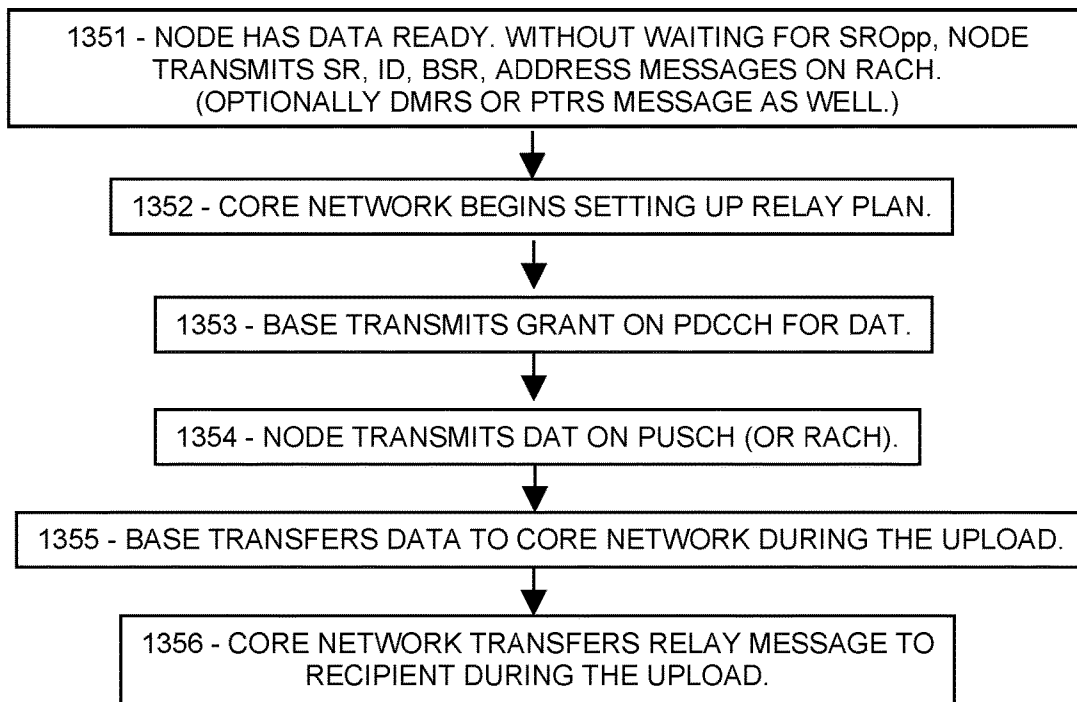 1351 - NODE HAS DATA READY. WITHOUT WAITING FOR SROpp, NODE
TRANSMITS SR, ID, BSR, ADDRESS MESSAGES ON RACH.
(OPTIONALLY DMRS OR PTRS MESSAGE AS WELL.)
1352 - CORE NETWORK BEGINS SETTING UP RELAY PLAN.
1353 - BASE TRANSMITS GRANT ON PDCCH FOR DAT.
1354 - NODE TRANSMITS DAT ON PUSCH (OR RACH).
1355 - BASE TRANSFERS DATA TO CORE NETWORK DURING THE UPLOAD.
1356 - CORE NETWORK TRANSFERS RELAY MESSAGE TO
RECIPIENT DURING THE UPLOAD.